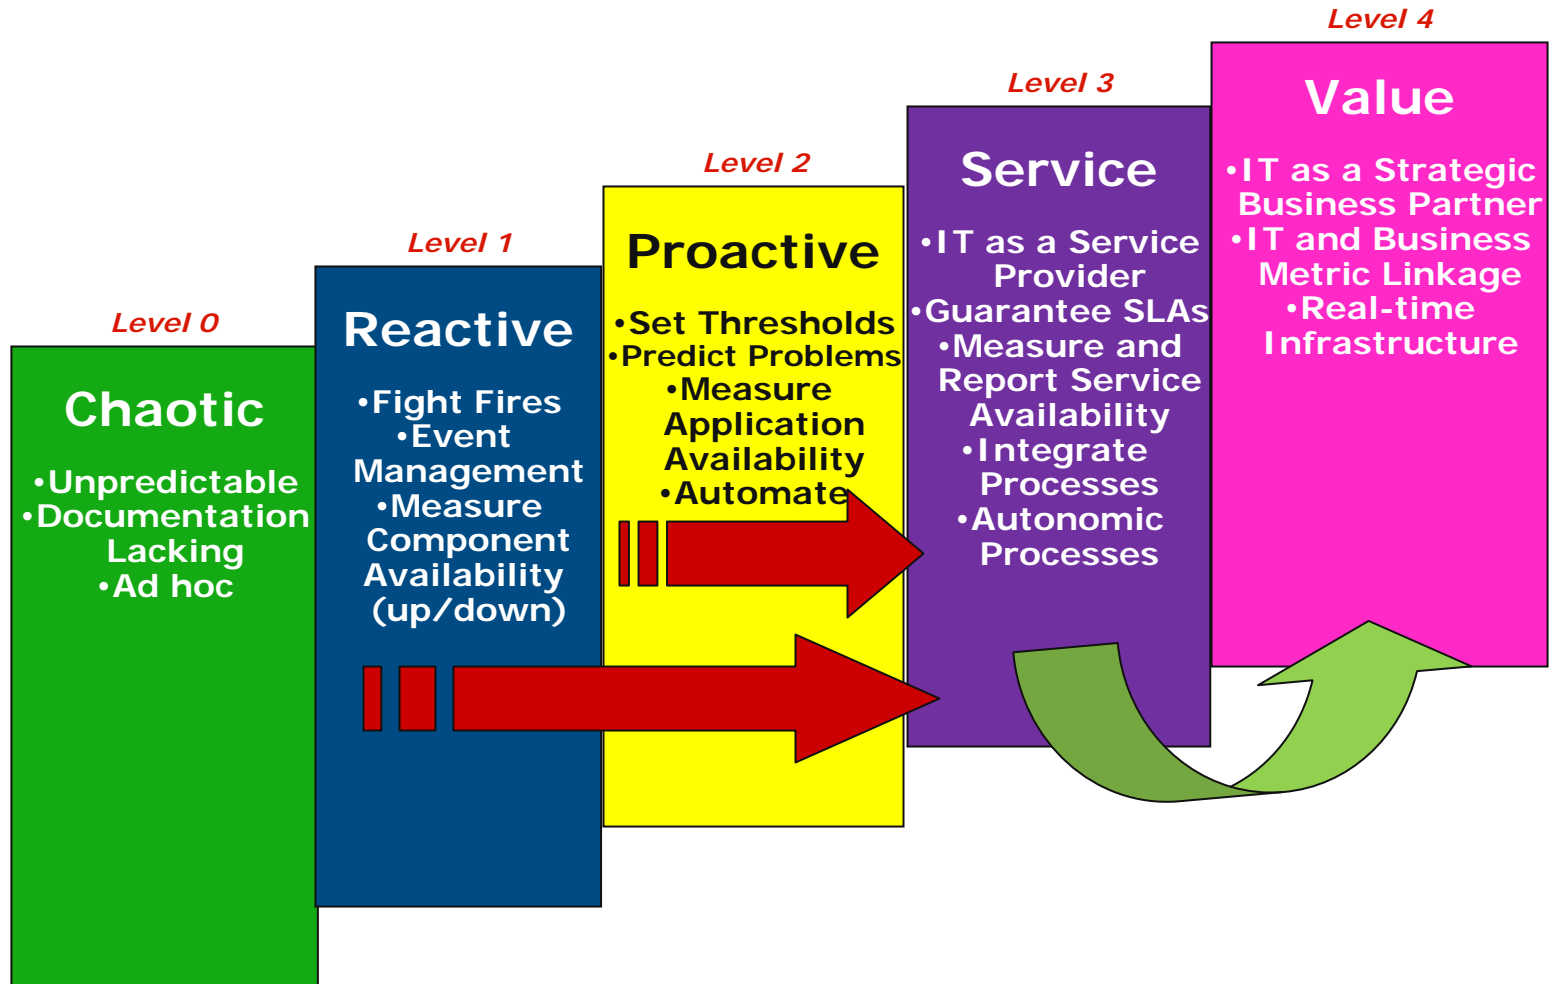 Level 0
Chaotic
•Unpredictable
•Documentation
Lacking
•Ad hoc
Level 1
Reactive
•Fight Fires
•Event
Management
•Measure
Component
Availability
(up/down)
Level 2
Proactive
•Set Thresholds
•Predict Problems
•Measure
Application
Availability
•Automate
Level 3
Service
•IT as a Service
Provider
•Guarantee SLAs
•Measure and
Report Service
Availability
•Integrate
Processes
•Autonomic
Processes
Level 4
Value
•IT as a Strategic
Business Partner
•IT and Business
Metric Linkage
•Real-time
Infrastructure